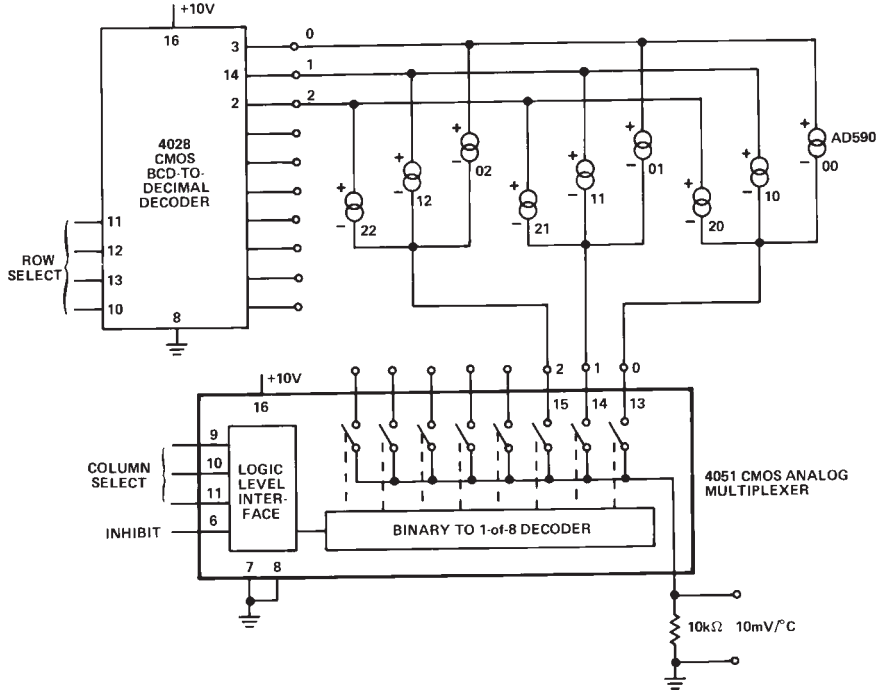 +10V
16
3
0
14
1
2
2
4028
CMOS
BCD-TO-
DECIMAL
DECODER
ROW
SELECT
11
12
13
10
8
+
−
22
+
−
12
+
−
02
+
−
21
+
−
11
+
−
01
+
−
20
+
−
10
+
−
AD590
00
+10V
16
2
1
0
15
14
13
COLUMN
SELECT
9
10
11
INHIBIT
6
LOGIC
LEVEL
INTER-
FACE
BINARY TO 1-of-8 DECODER
7
8
4051 CMOS ANALOG
MULTIPLEXER
10kΩ 10mV/°C